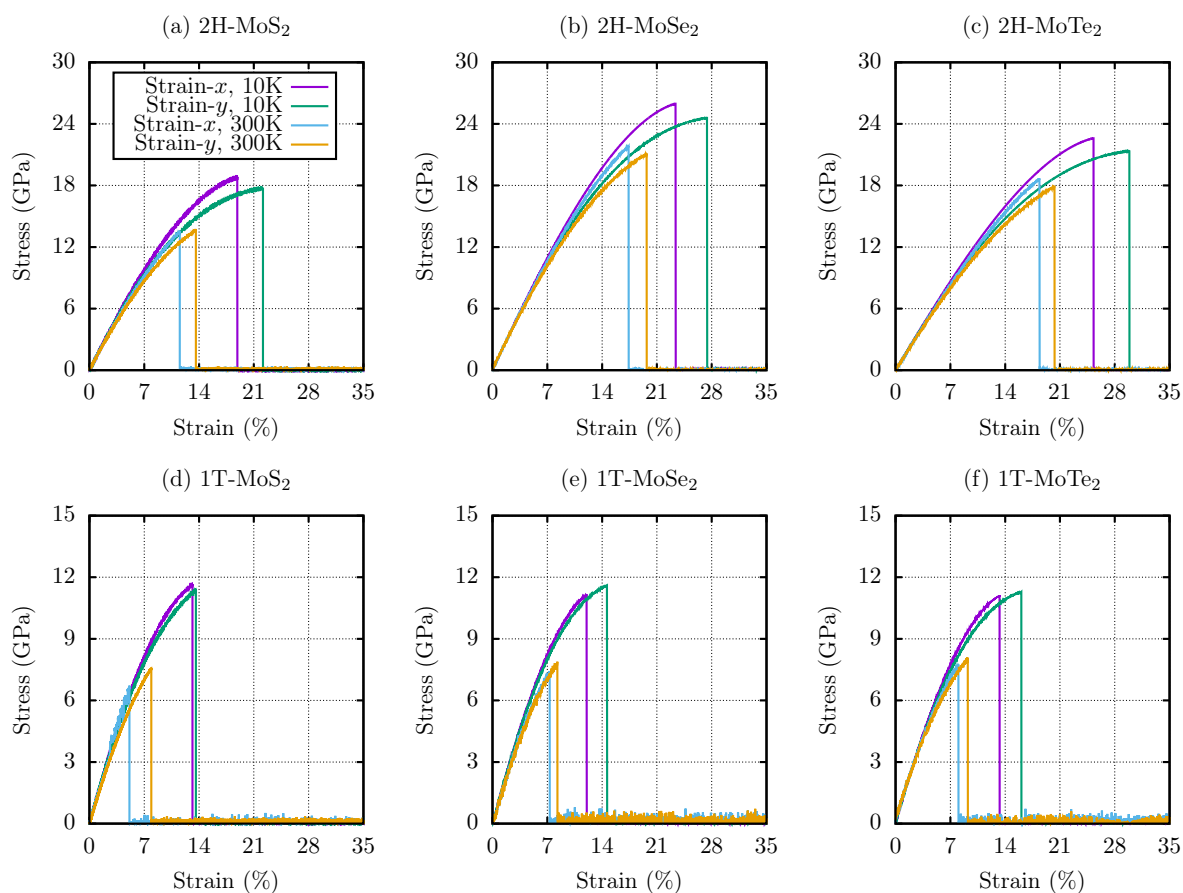 (a) 2H-MoS₂
(b) 2H-MoSe₂
(c) 2H-MoTe₂
Stress (GPa)
30
24
18
12
6
0
Strain-x, 10K
Strain-y, 10K
Strain-x, 300K
Strain-y, 300K
0 7 14 21 28 35
Strain (%)
Stress (GPa)
30
24
18
12
6
0
0 7 14 21 28 35
Strain (%)
Stress (GPa)
30
24
18
12
6
0
0 7 14 21 28 35
Strain (%)
(d) 1T-MoS₂
(e) 1T-MoSe₂
(f) 1T-MoTe₂
Stress (GPa)
15
12
9
6
3
0
0 7 14 21 28 35
Strain (%)
Stress (GPa)
15
12
9
6
3
0
0 7 14 21 28 35
Strain (%)
Stress (GPa)
15
12
9
6
3
0
0 7 14 21 28 35
Strain (%)